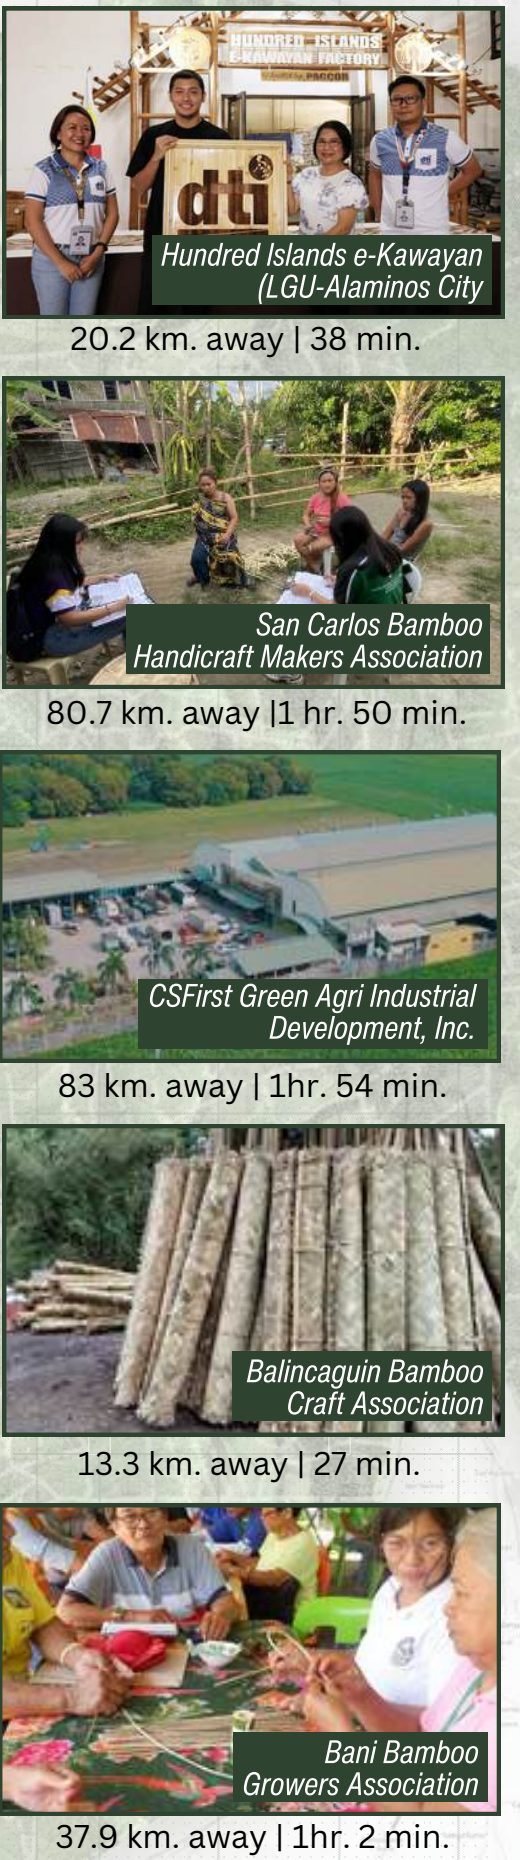 HUNDRED ISLANDS
E-KAWAYAN FACTORY
PAGCOR
dti
Hundred Islands e-Kawayan
(LGU-Alaminos City
20.2 km. away | 38 min.
San Carlos Bamboo
Handicraft Makers Association
80.7 km. away |1 hr. 50 min.
CSFirst Green Agri Industrial
Development, Inc.
83 km. away | 1hr. 54 min.
Balincaguin Bamboo
Craft Association
13.3 km. away | 27 min.
Bani Bamboo
Growers Association
37.9 km. away | 1hr. 2 min.